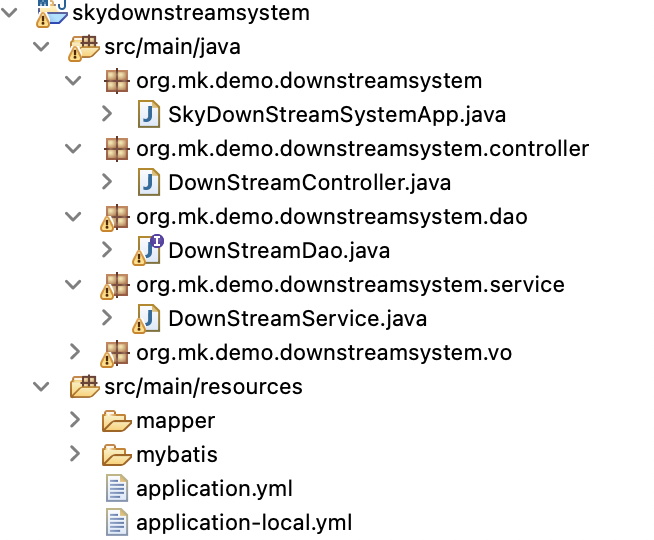 skydownstreamsystem
src/main/java
org.mk.demo.downstreamsystem
SkyDownStreamSystemApp.java
org.mk.demo.downstreamsystem.controller
DownStreamController.java
org.mk.demo.downstreamsystem.dao
DownStreamDao.java
org.mk.demo.downstreamsystem.service
DownStreamService.java
org.mk.demo.downstreamsystem.vo
src/main/resources
mapper
mybatis
application.yml
application-local.yml